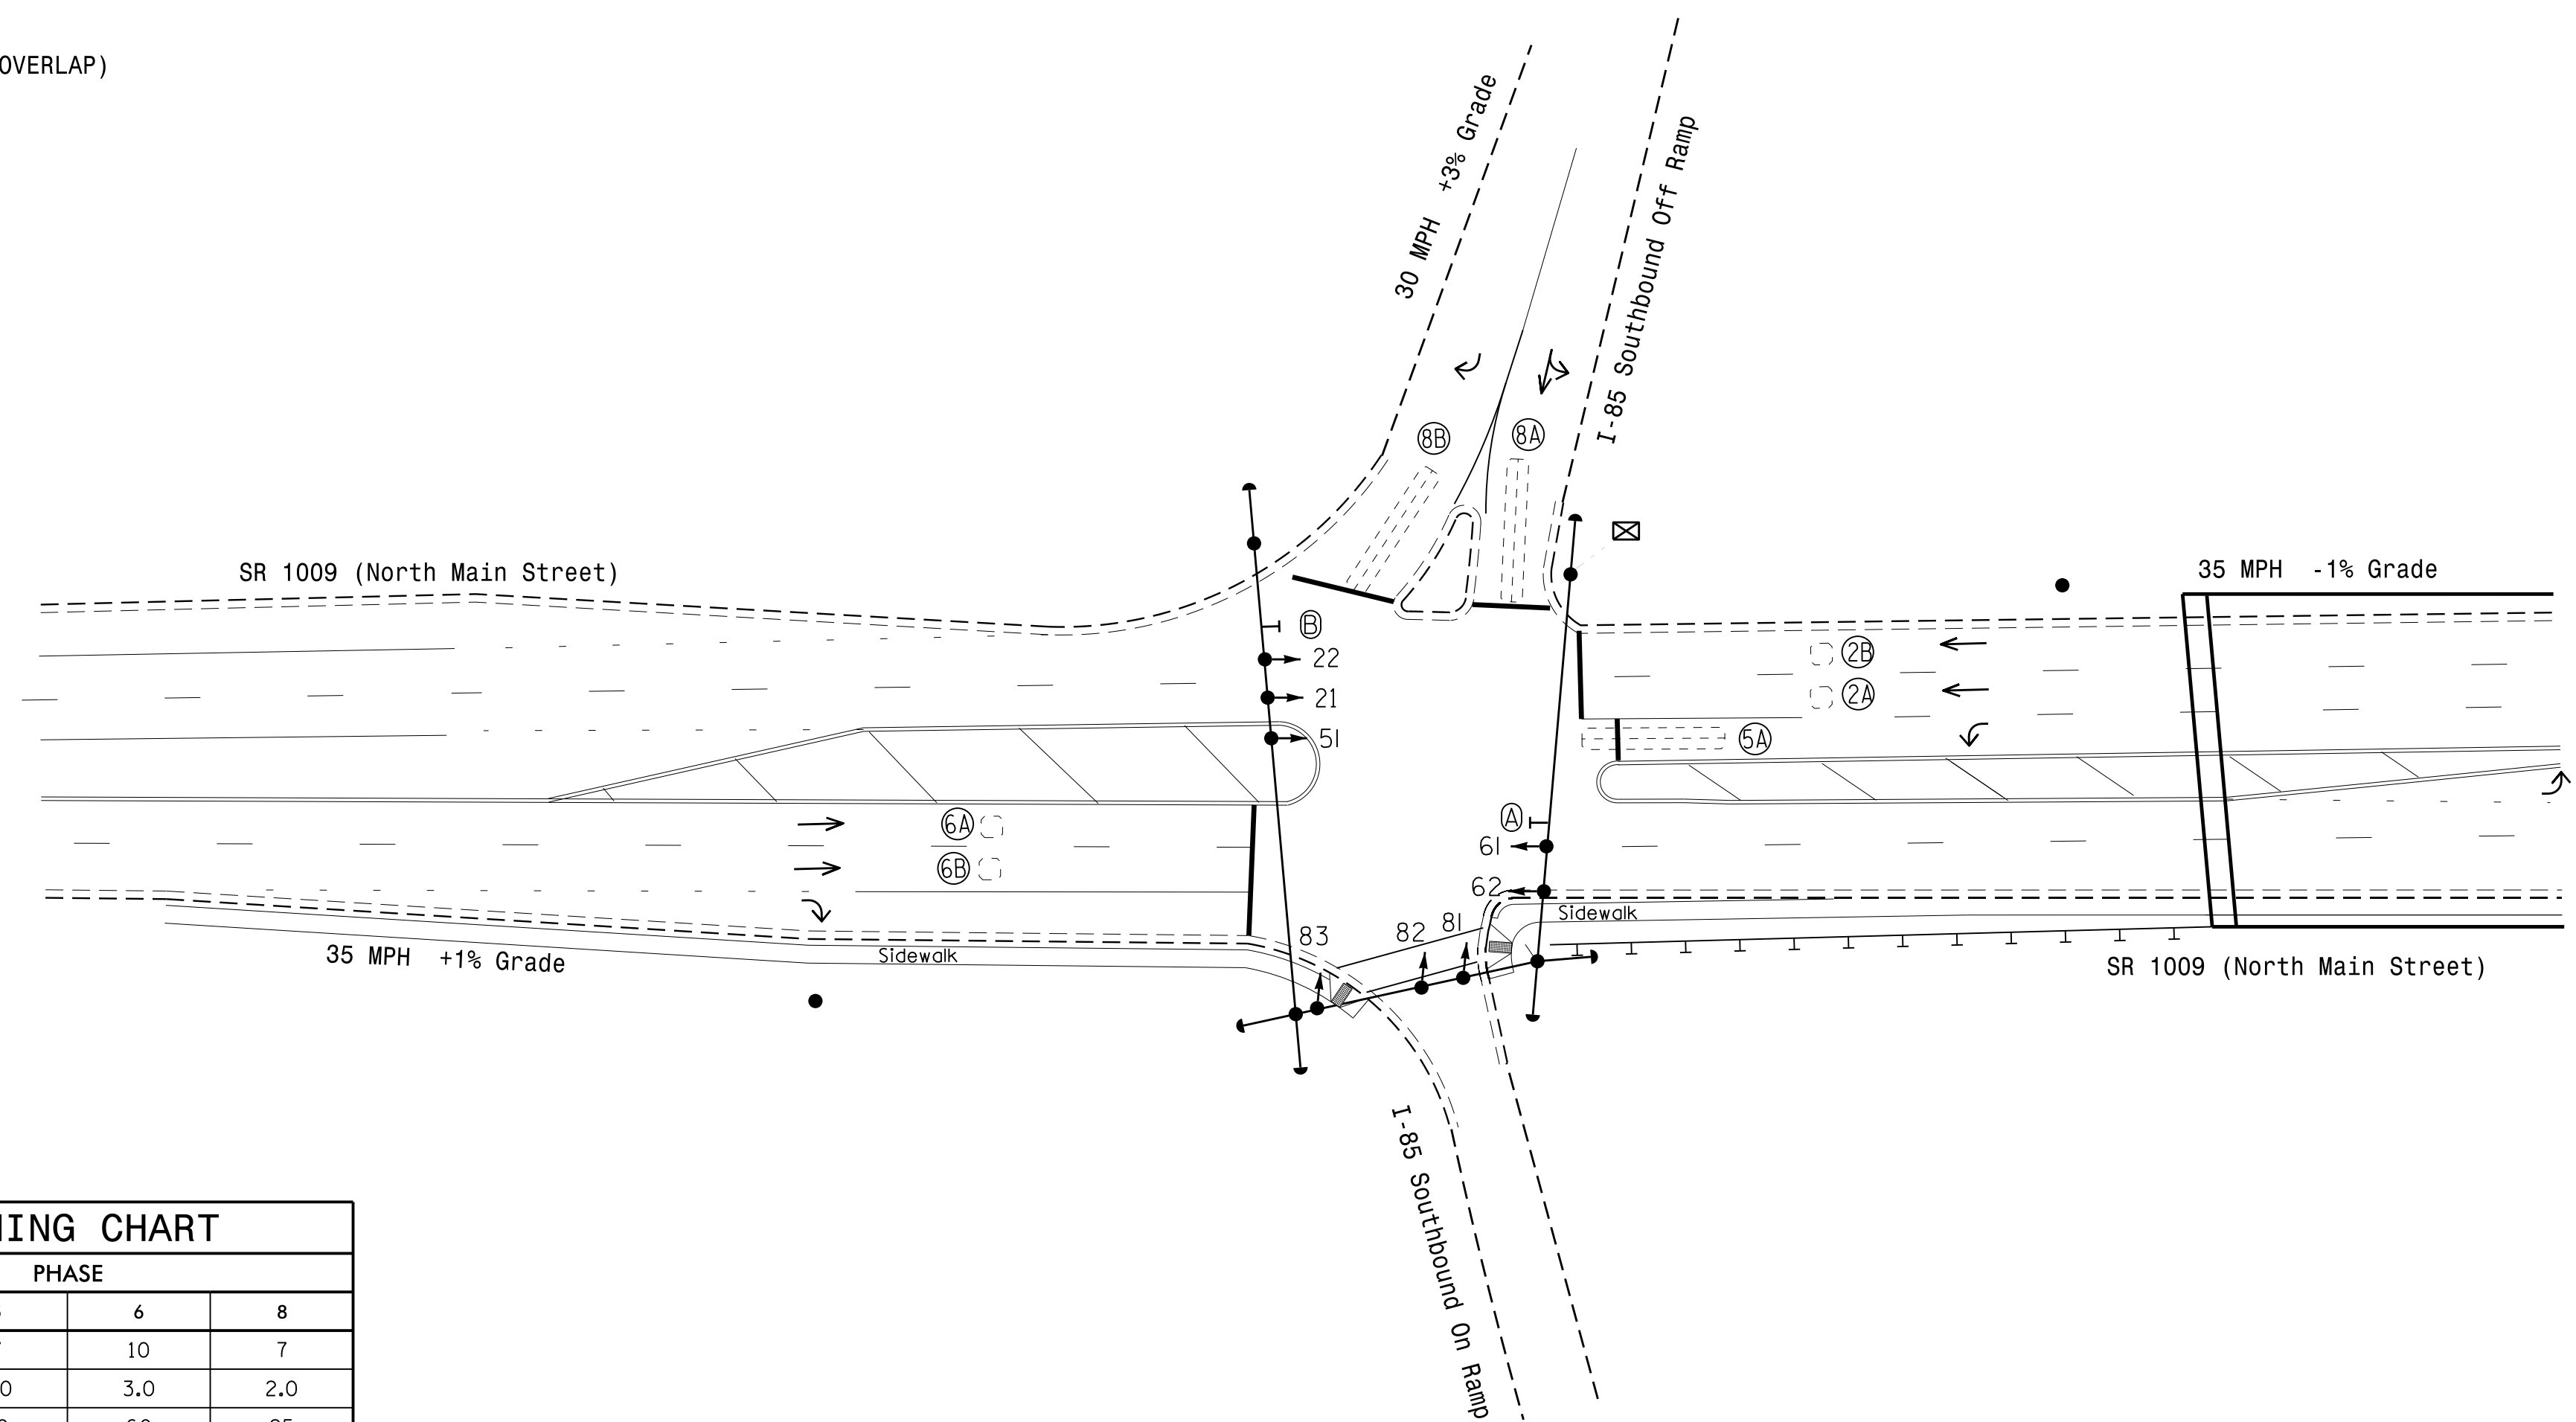 OVERLAP)
30 MPH +3% Grade
I-85 Southbound Off Ramp
8B
8A
SR 1009 (North Main Street)
35 MPH -1% Grade
B
22
21
51
2B
2A
5A
6A
6B
A
61
62
Sidewalk
83
82
81
35 MPH +1% Grade
Sidewalk
SR 1009 (North Main Street)
I-85 Southbound On Ramp
ING CHART
PHASE
6 8
10 7
0 3.0 2.0